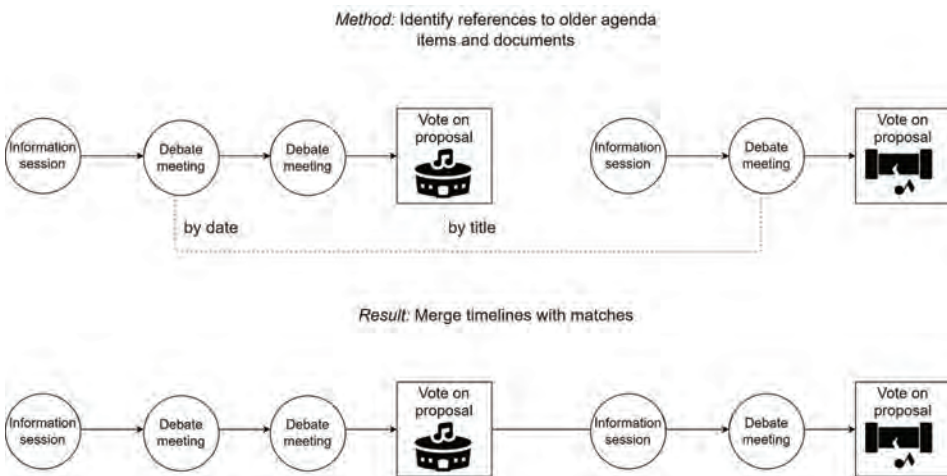 Method: Identify references to older agenda
items and documents
Information
session
Debate
meeting
Debate
meeting
Vote on
proposal
Information
session
Debate
meeting
Vote on
proposal
by date
by title
Result: Merge timelines with matches
Information
session
Debate
meeting
Debate
meeting
Vote on
proposal
Information
session
Debate
meeting
Vote on
proposal